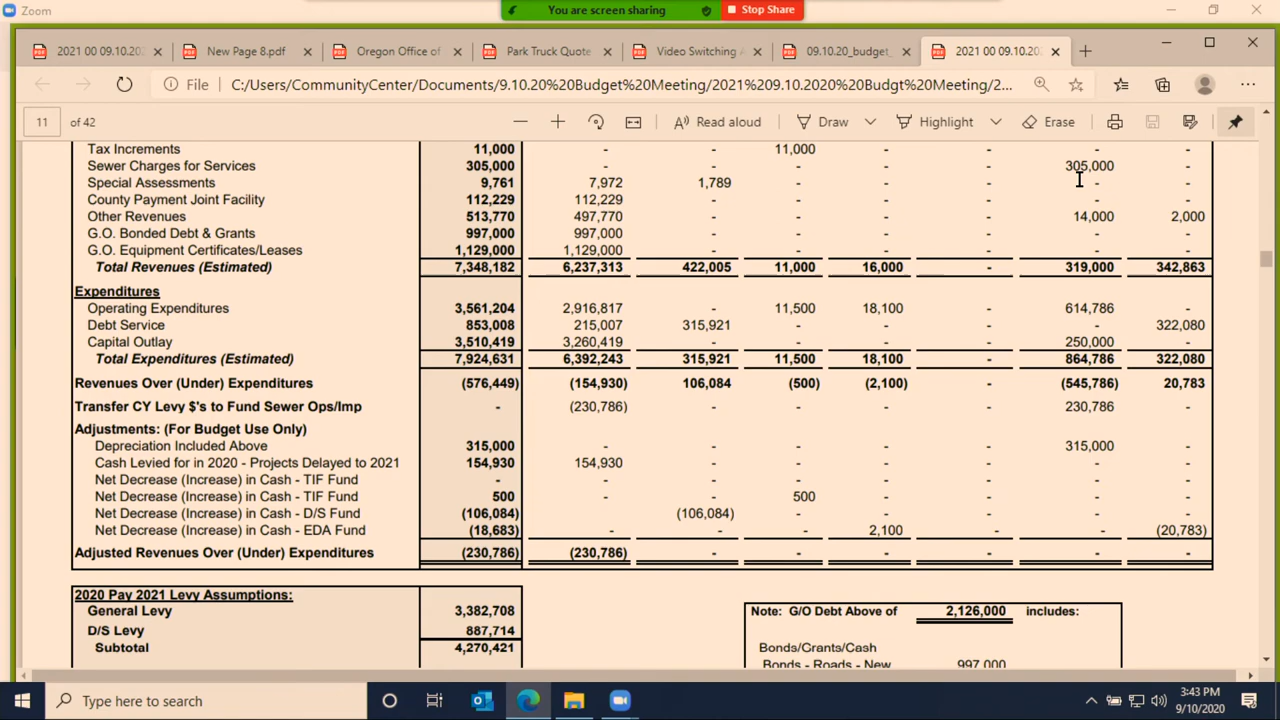 Zoom
You are screen sharing
Stop Share
2021 00 09.10.20
New Page 8.pdf
Oregon Office of
Park Truck Quote
Video Switching A
09.10.20_budget_
2021 00 09.10.20
File C:/Users/CommunityCenter/Documents/9.10.20%20Budget%20Meeting/2021%209.10.2020%20Budgt%20Meeting/2...
11 of 42 Read aloud Draw Highlight Erase
Tax Increments 11,000 - - 11,000 - - - -
Sewer Charges for Services 305,000 - - - - - 305,000 -
Special Assessments 9,761 7,972 1,789 - - - - -
County Payment Joint Facility 112,229 112,229 - - - - - -
Other Revenues 513,770 497,770 - - - - 14,000 2,000
G.O. Bonded Debt & Grants 997,000 997,000 - - - - - -
G.O. Equipment Certificates/Leases 1,129,000 1,129,000 - - - - - -
Total Revenues (Estimated) 7,348,182 6,237,313 422,005 11,000 16,000 - 319,000 342,863
Expenditures
Operating Expenditures 3,561,204 2,916,817 - 11,500 18,100 - 614,786 -
Debt Service 853,008 215,007 315,921 - - - - 322,080
Capital Outlay 3,510,419 3,260,419 - - - - 250,000 -
Total Expenditures (Estimated) 7,924,631 6,392,243 315,921 11,500 18,100 - 864,786 322,080
Revenues Over (Under) Expenditures (576,449) (154,930) 106,084 (500) (2,100) - (545,786) 20,783
Transfer CY Levy $'s to Fund Sewer Ops/Imp - (230,786) - - - - 230,786 -
Adjustments: (For Budget Use Only)
Depreciation Included Above 315,000 - - - - - 315,000 -
Cash Levied for in 2020 - Projects Delayed to 2021 154,930 154,930 - - - - - -
Net Decrease (Increase) in Cash - TIF Fund - - - - - - - -
Net Decrease (Increase) in Cash - TIF Fund 500 - - 500 - - - -
Net Decrease (Increase) in Cash - D/S Fund (106,084) - (106,084) - - - - -
Net Decrease (Increase) in Cash - EDA Fund (18,683) - - - 2,100 - - (20,783)
Adjusted Revenues Over (Under) Expenditures (230,786) (230,786) - - - - - -
2020 Pay 2021 Levy Assumptions:
General Levy 3,382,708
D/S Levy 887,714
Subtotal 4,270,421
Note: G/O Debt Above of 2,126,000 includes:
Bonds/Grants/Cash
Bonds - Roads - New 997,000
Type here to search
3:43 PM
9/10/2020